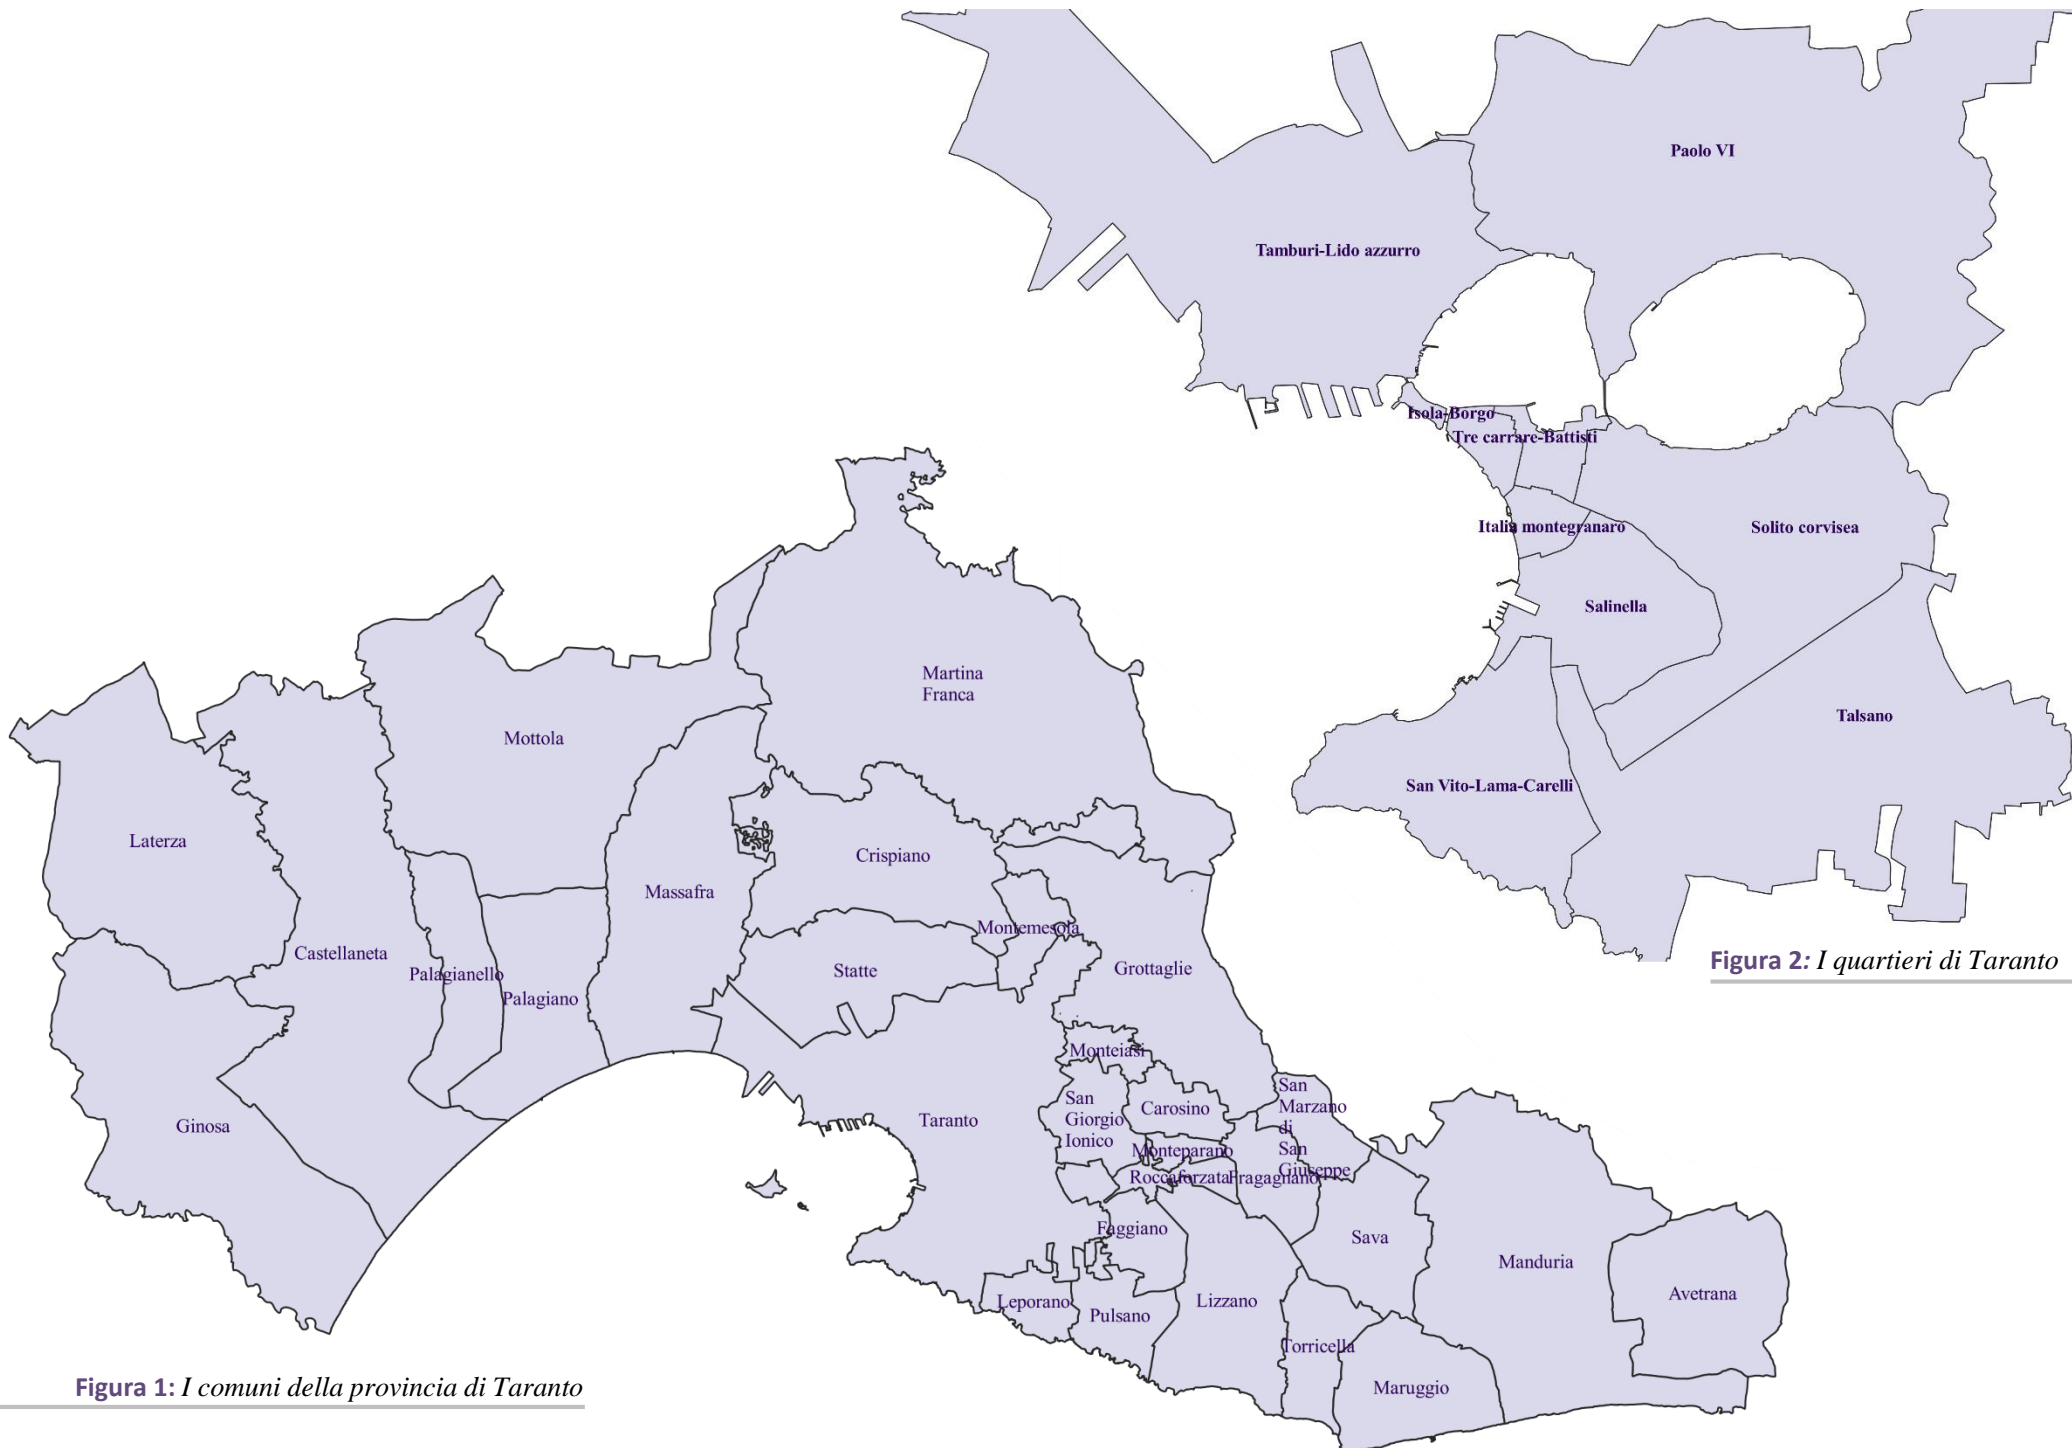 Paolo VI
Tamburi-Lido azzurro
Isola-Borgo
Tre carrare-Battisti
Italia montegranaro
Solito corvisea
Salinella
Talsano
San Vito-Lama-Carelli
Figura 2: I quartieri di Taranto
Martina
Franca
Mottola
Laterza
Crispiano
Massafra
Montemesola
Castellaneta
Grottaglie
Palagianello
Statte
Palagiano
Monteiasi
San
Giorgio
Ionico
San
Marzano
di
San
Giuseppe
Carosino
Taranto
Ginosa
Monteparano
Roccaforzata
Fragagnano
Faggiano
Sava
Manduria
Avetrana
Leporano
Lizzano
Pulsano
Torricella
Maruggio
Figura 1: I comuni della provincia di Taranto